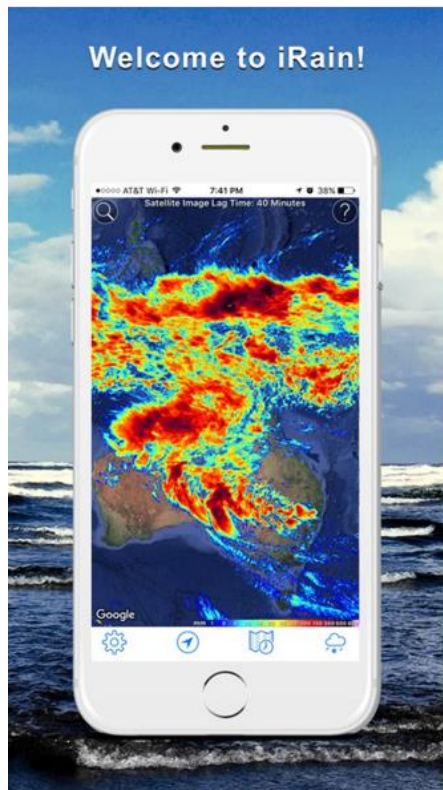 Welcome to iRain!
AT&T Wi-Fi
7:41 PM
38%
Satellite Image Lag Time: 40 Minutes
?
Google